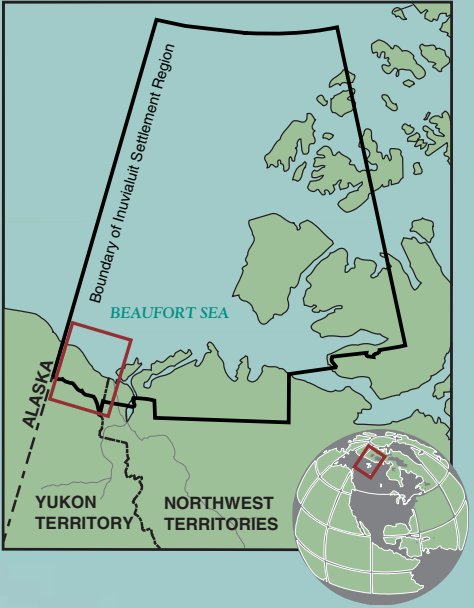 Boundary of Inuvialuit Settlement Region
BEAUFORT SEA
ALASKA
YUKON
TERRITORY
NORTHWEST
TERRITORIES